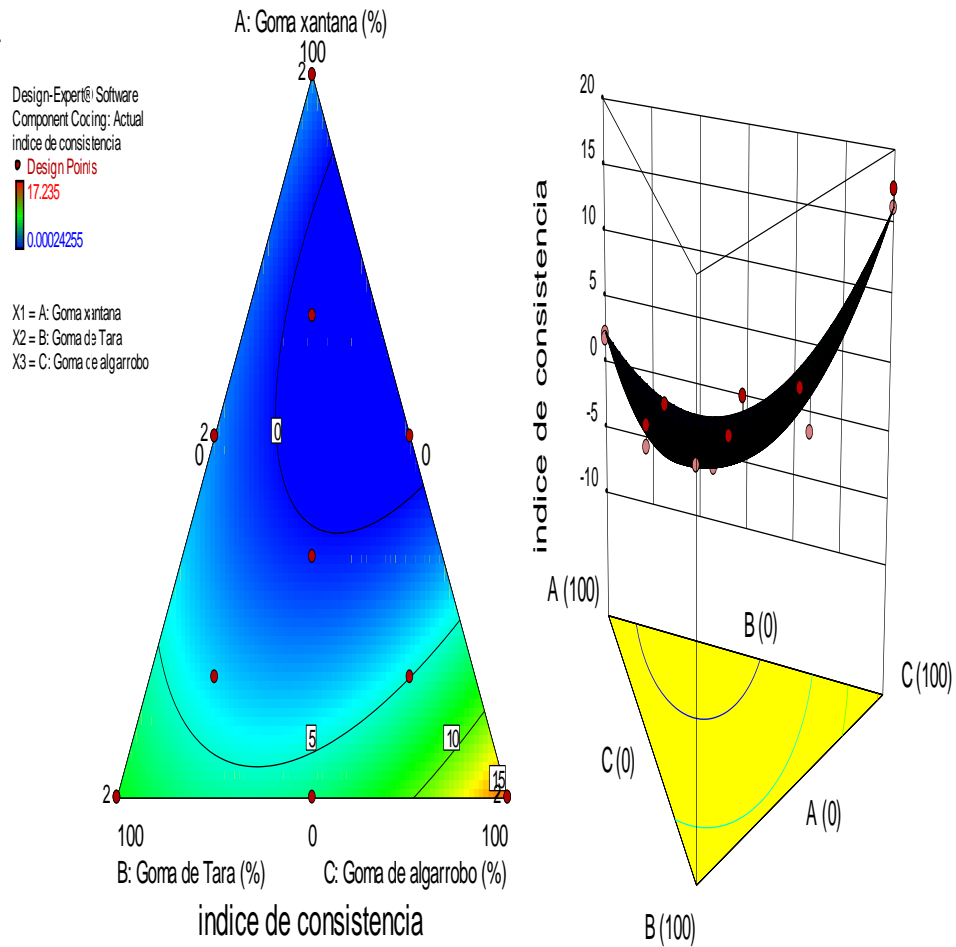 A: Goma xantana (%)
100
2
Design-Expert® Software
Component Coding: Actual
indice de consistencia
Design Points
17.235
0.00024255
X1 = A: Goma xantana
X2 = B: Goma de Tara
X3 = C: Goma de algarrobo
2
0
0
0
5
10
15
2
2
100
0
100
B: Goma de Tara (%)
C: Goma de algarrobo (%)
indice de consistencia
20
15
10
5
0
-5
-10
indice de consistencia
A (100)
B (0)
C (100)
C (0)
A (0)
B (100)